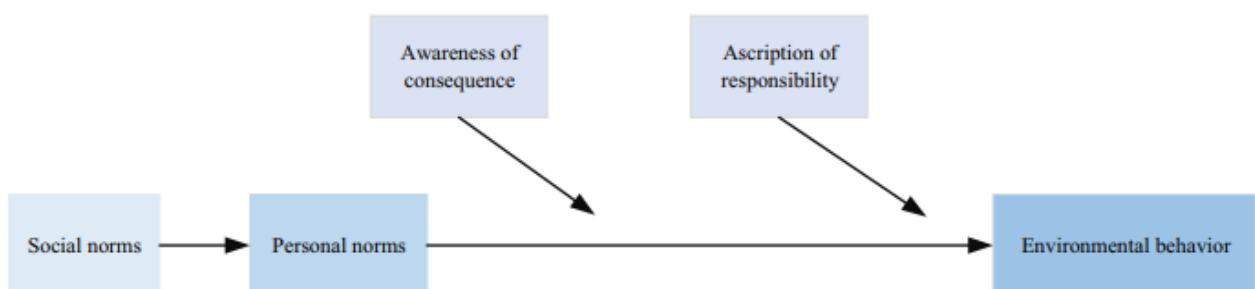 Awareness of
consequence
Ascription of
responsibility
Social norms
Personal norms
Environmental behavior